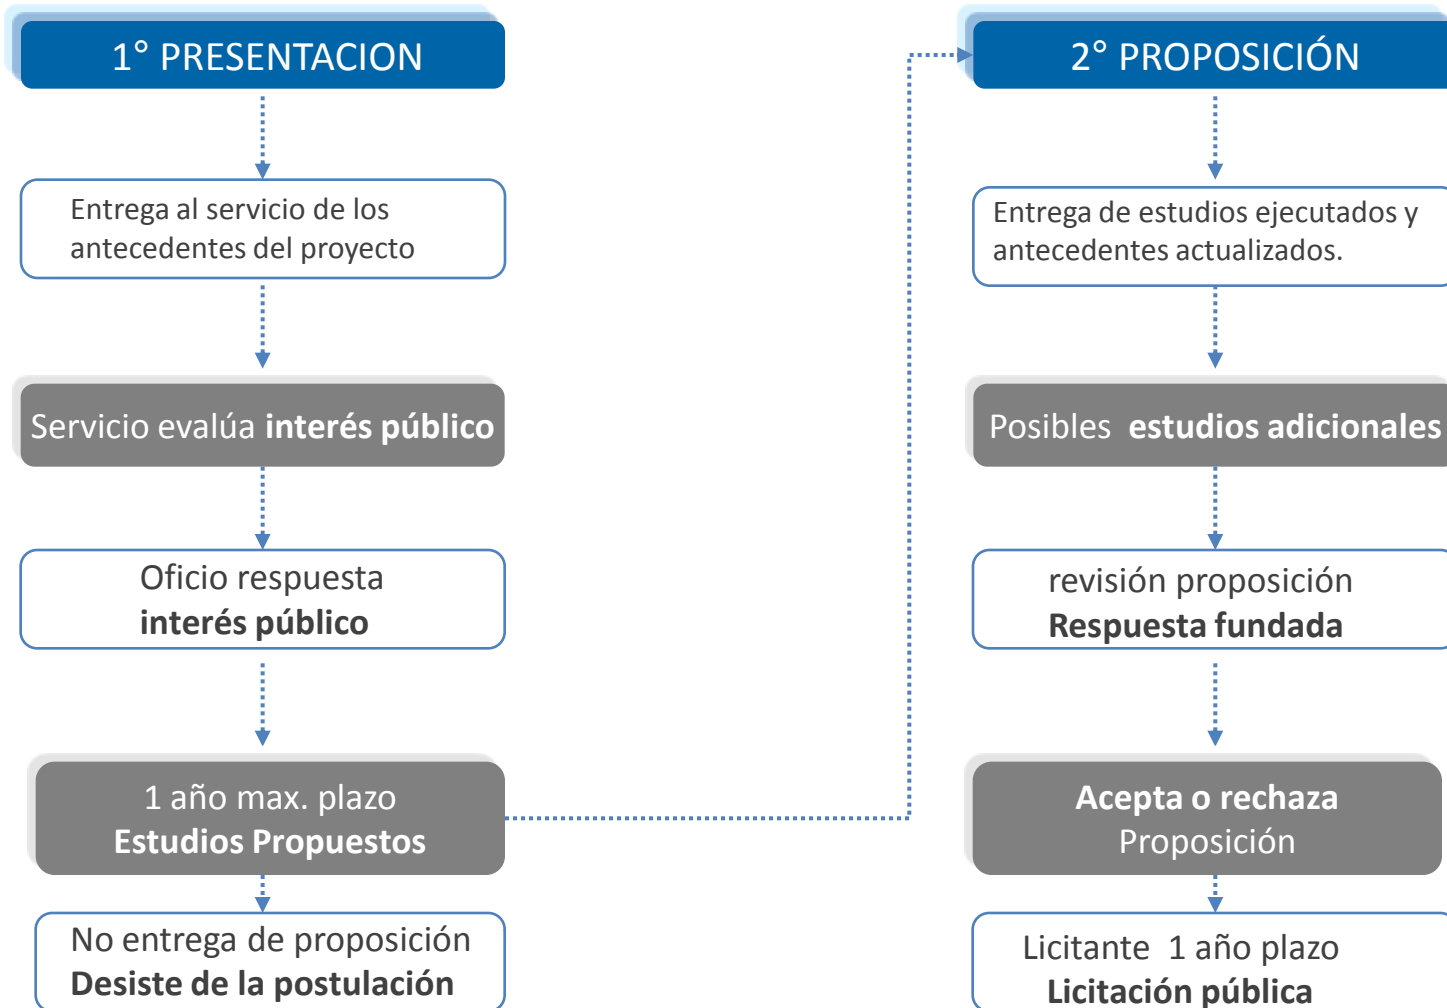 1° PRESENTACION
Entrega al servicio de los
antecedentes del proyecto
Servicio evalúa interés público
Oficio respuesta
interés público
1 año max. plazo
Estudios Propuestos
No entrega de proposición
Desiste de la postulación
2° PROPOSICIÓN
Entrega de estudios ejecutados y
antecedentes actualizados.
Posibles estudios adicionales
revisión proposición
Respuesta fundada
Acepta o rechaza
Proposición
Licitante 1 año plazo
Licitación pública